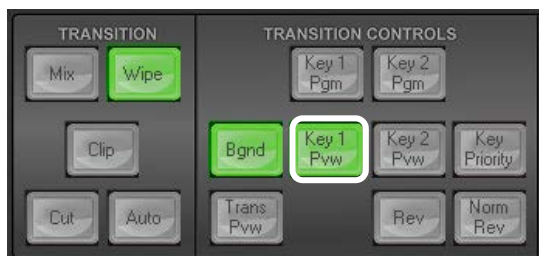 TRANSITION
TRANSITION CONTROLS
Mix
Wipe
Key 1
Pgm
Key 2
Pgm
Clip
Bgnd
Key 1
Pvw
Key 2
Pvw
Key
Priority
Cut
Auto
Trans
Pvw
Rev
Norm
Rev